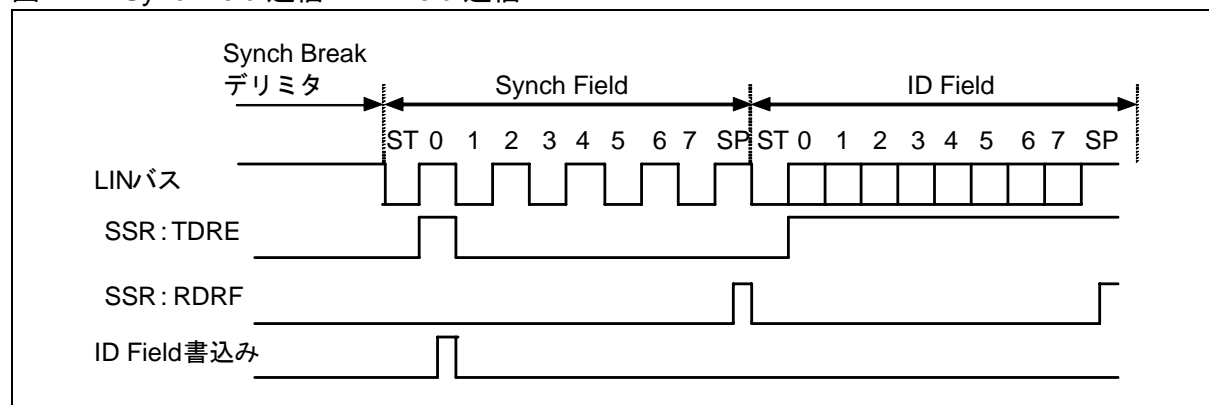 Synch Break
デリミタ
Synch Field
ID Field
ST 0 1 2 3 4 5 6 7 SP ST 0 1 2 3 4 5 6 7 SP
LINバス
SSR : TDRE
SSR : RDRF
ID Field書込み